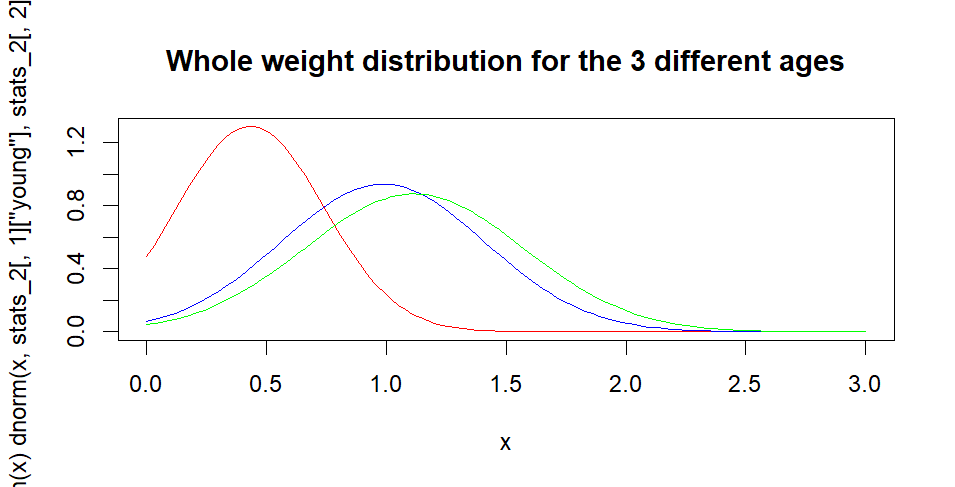 Whole weight distribution for the 3 different ages
n(x) dnorm(x, stats_2[, 1]["young"], stats_2[, 2]
1.2
0.8
0.4
0.0
0.0 0.5 1.0 1.5 2.0 2.5 3.0
x